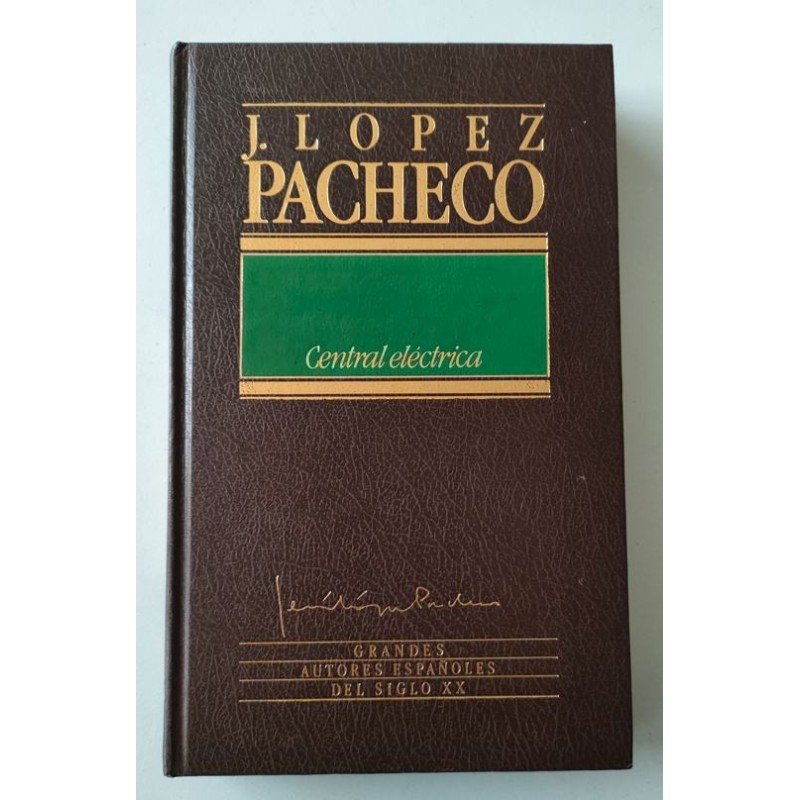 J. LOPEZ
PACHECO
Central eléctrica
GRANDES
AUTORES ESPAÑOLES
DEL SIGLO XX